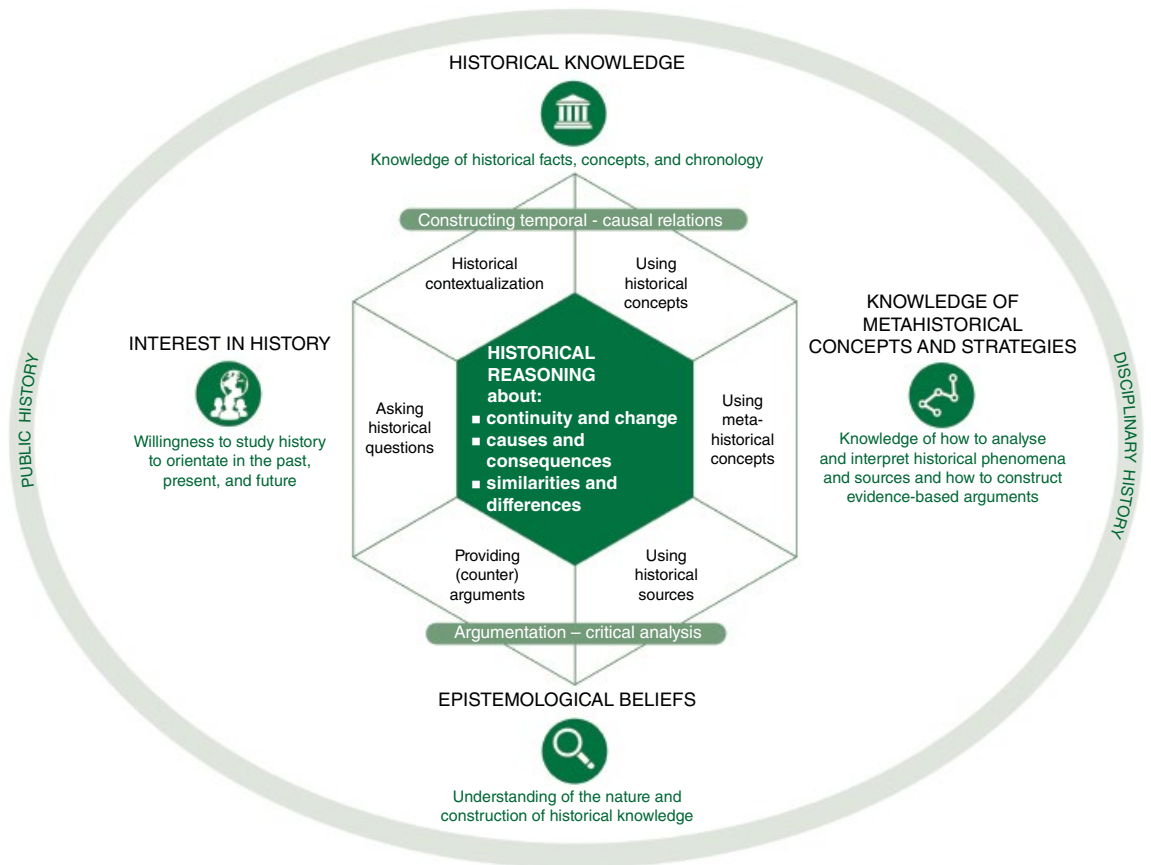 HISTORICAL KNOWLEDGE
Knowledge of historical facts, concepts, and chronology
Constructing temporal - causal relations
Historical
contextualization
Using
historical
concepts
INTEREST IN HISTORY
Willingness to study history
to orientate in the past,
present, and future
PUBLIC HISTORY
Asking
historical
questions
HISTORICAL
REASONING
about:
▪ continuity and change
▪ causes and
consequences
▪ similarities and
differences
Using
meta-
historical
concepts
KNOWLEDGE OF
METAHISTORICAL
CONCEPTS AND STRATEGIES
Knowledge of how to analyse
and interpret historical phenomena
and sources and how to construct
evidence-based arguments
DISCIPLINARY HISTORY
Providing
(counter)
arguments
Using
historical
sources
Argumentation – critical analysis
EPISTEMOLOGICAL BELIEFS
Understanding of the nature and
construction of historical knowledge